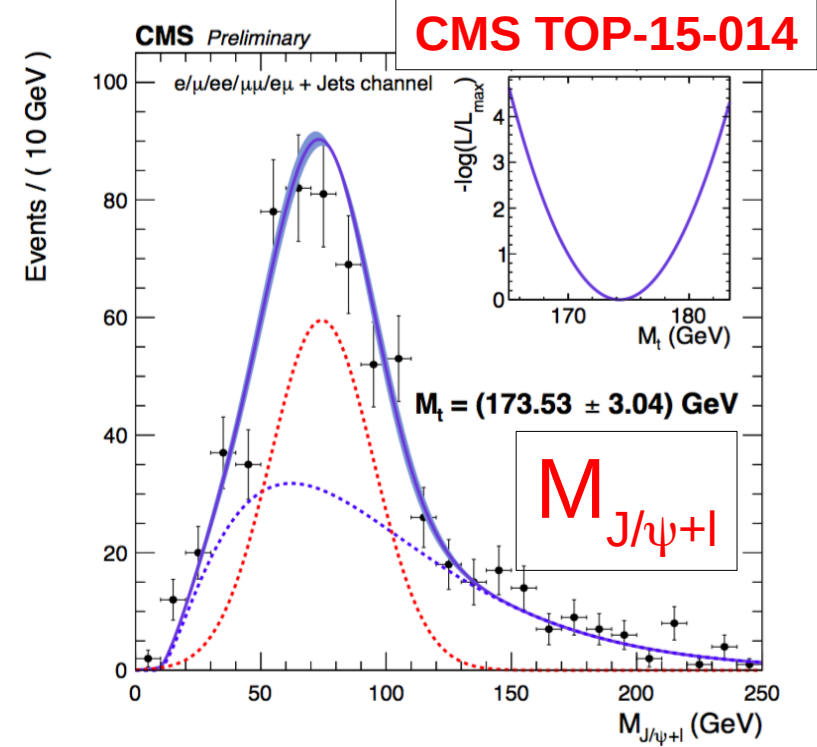 CMS TOP-15-014
CMS Preliminary
e/μ/ee/μμ/eμ + Jets channel
Events / ( 10 GeV )
100
80
60
40
20
0
0 50 100 150 200 250
M_J/ψ+l (GeV)
-log(L/L_max)
4
3
2
1
0
170 180
M_t (GeV)
M_t = (173.53 ± 3.04) GeV
M_J/ψ+l